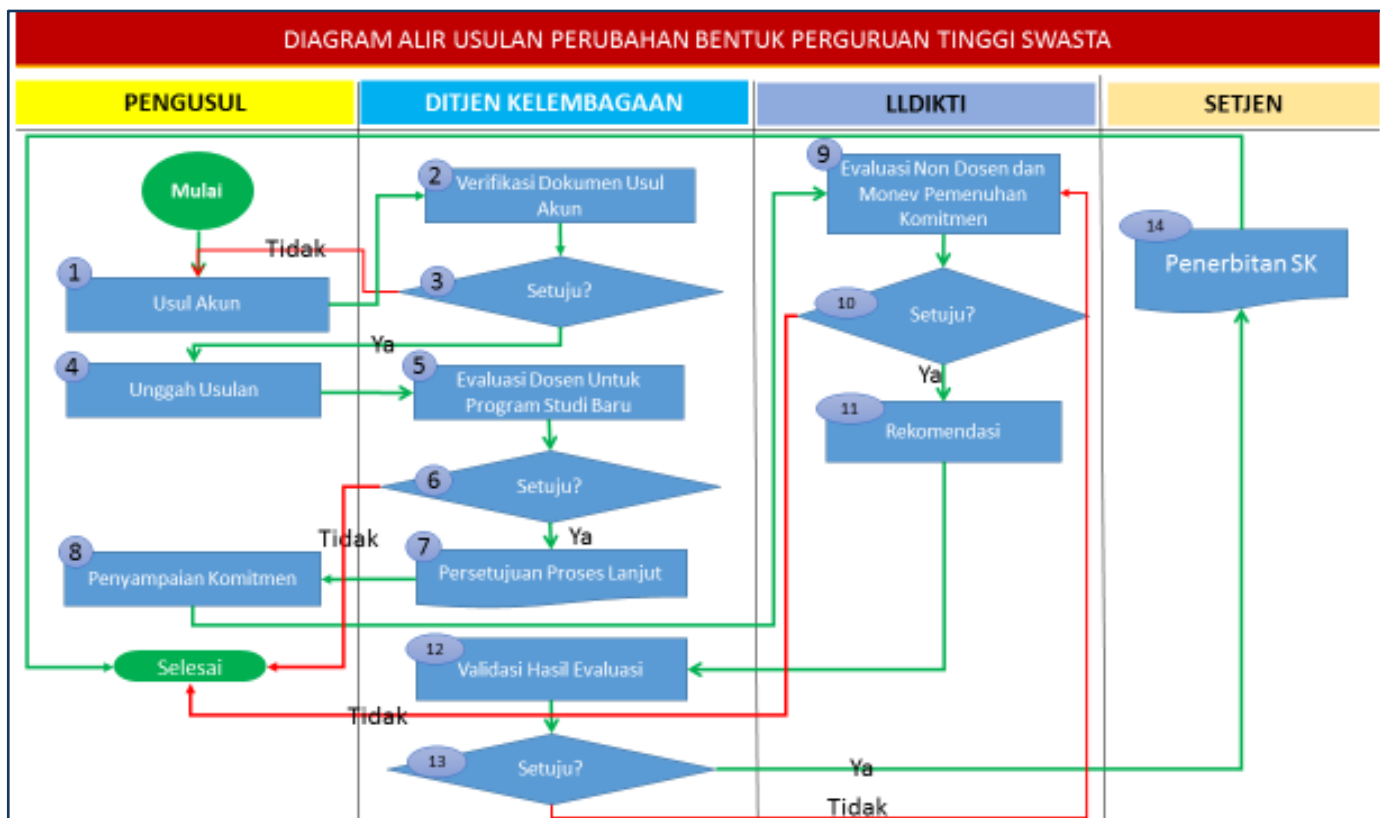 DIAGRAM ALIR USULAN PERUBAHAN BENTUK PERGURUAN TINGGI SWASTA
PENGUSUL
DITJEN KELEMBAGAAN
LLDIKTI
SETJEN
Mulai
1
Usul Akun
2
Verifikasi Dokumen Usul
Akun
3
Setuju?
Tidak
Ya
4
Unggah Usulan
5
Evaluasi Dosen Untuk
Program Studi Baru
6
Setuju?
Tidak
Ya
7
Persetujuan Proses Lanjut
8
Penyampaian Komitmen
9
Evaluasi Non Dosen dan
Monev Pemenuhan
Komitmen
10
Setuju?
Ya
Tidak
11
Rekomendasi
12
Validasi Hasil Evaluasi
13
Setuju?
Ya
Tidak
14
Penerbitan SK
Selesai